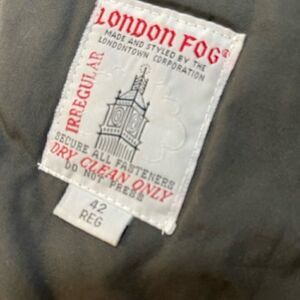 LONDON FOG®
MADE AND STYLED BY THE
LONDONTOWN CORPORATION
IRREGULAR
SECURE ALL FASTENERS
DRY CLEAN ONLY
DO NOT PRESS
42
REG